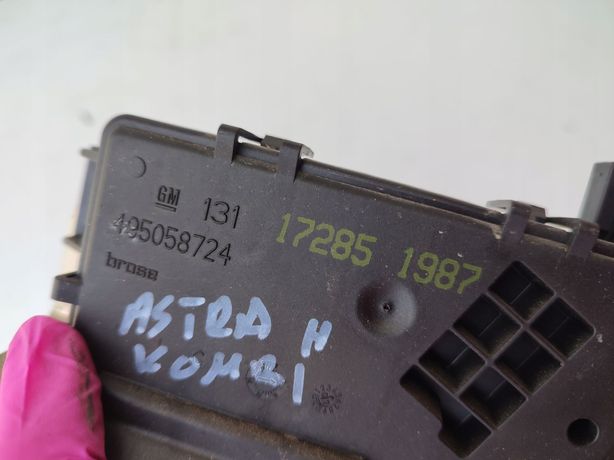 GM 131 17285 1987
495058724
brose
ASTRA H
KOMBI